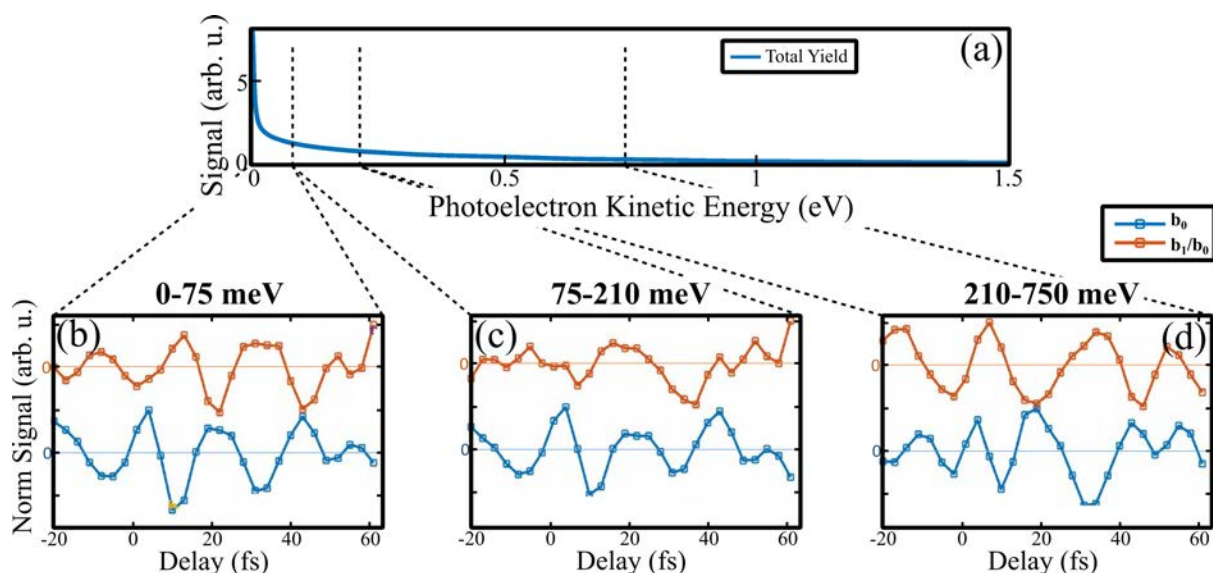 (a)
Total Yield
Signal (arb. u.)
5
0
0 0.5 1 1.5
Photoelectron Kinetic Energy (eV)
b0
b1/b0
0-75 meV 75-210 meV 210-750 meV
(b) (c) (d)
Norm Signal (arb. u.)
0 0 0
0 0 0
-20 0 20 40 60 -20 0 20 40 60 -20 0 20 40 60
Delay (fs) Delay (fs) Delay (fs)